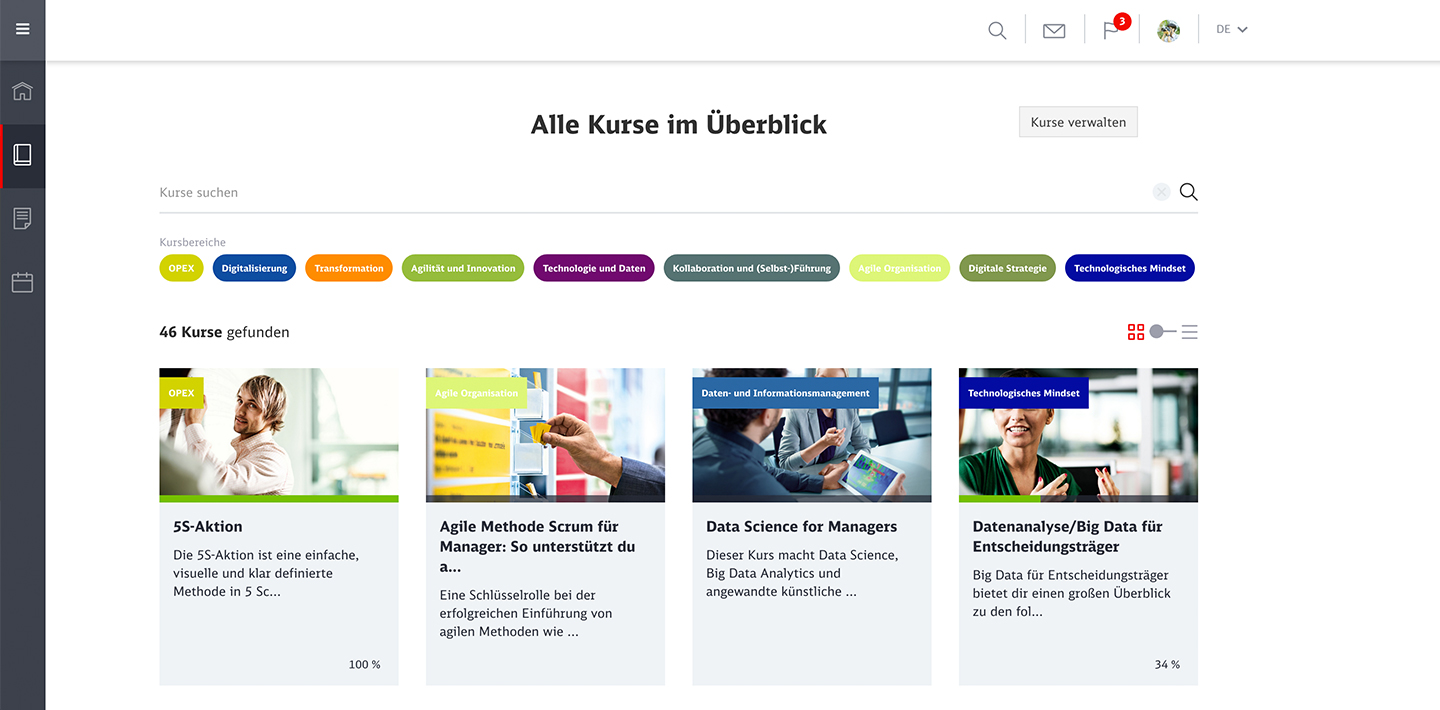 3
DE
Alle Kurse im Überblick
Kurse verwalten
Kurse suchen
Kursbereiche
OPEX
Digitalisierung
Transformation
Agilität und Innovation
Technologie und Daten
Kollaboration und (Selbst-)Führung
Agile Organisation
Digitale Strategie
Technologisches Mindset
46 Kurse gefunden
OPEX
5S-Aktion
Die 5S-Aktion ist eine einfache,
visuelle und klar definierte
Methode in 5 Sc...
100 %
Agile Organisation
Agile Methode Scrum für
Manager: So unterstützt du
a...
Eine Schlüsselrolle bei der
erfolgreichen Einführung von
agilen Methoden wie ...
Daten- und Informationsmanagement
Data Science for Managers
Dieser Kurs macht Data Science,
Big Data Analytics und
angewandte künstliche ...
Technologisches Mindset
Datenanalyse/Big Data für
Entscheidungsträger
Big Data für Entscheidungsträger
bietet dir einen großen Überblick
zu den fol...
34 %